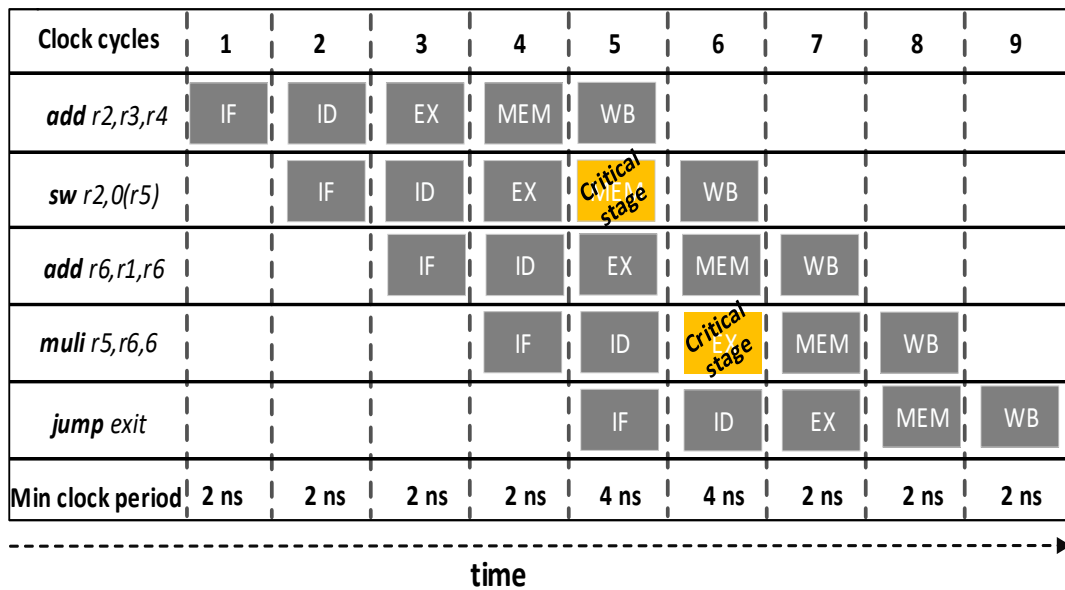 Clock cycles 1 2 3 4 5 6 7 8 9
add r2,r3,r4 IF ID EX MEM WB
sw r2,0(r5) IF ID EX MEM Critical stage WB
add r6,r1,r6 IF ID EX MEM WB
muli r5,r6,6 IF ID EX Critical stage MEM WB
jump exit IF ID EX MEM WB
Min clock period 2 ns 2 ns 2 ns 2 ns 4 ns 4 ns 2 ns 2 ns 2 ns
time